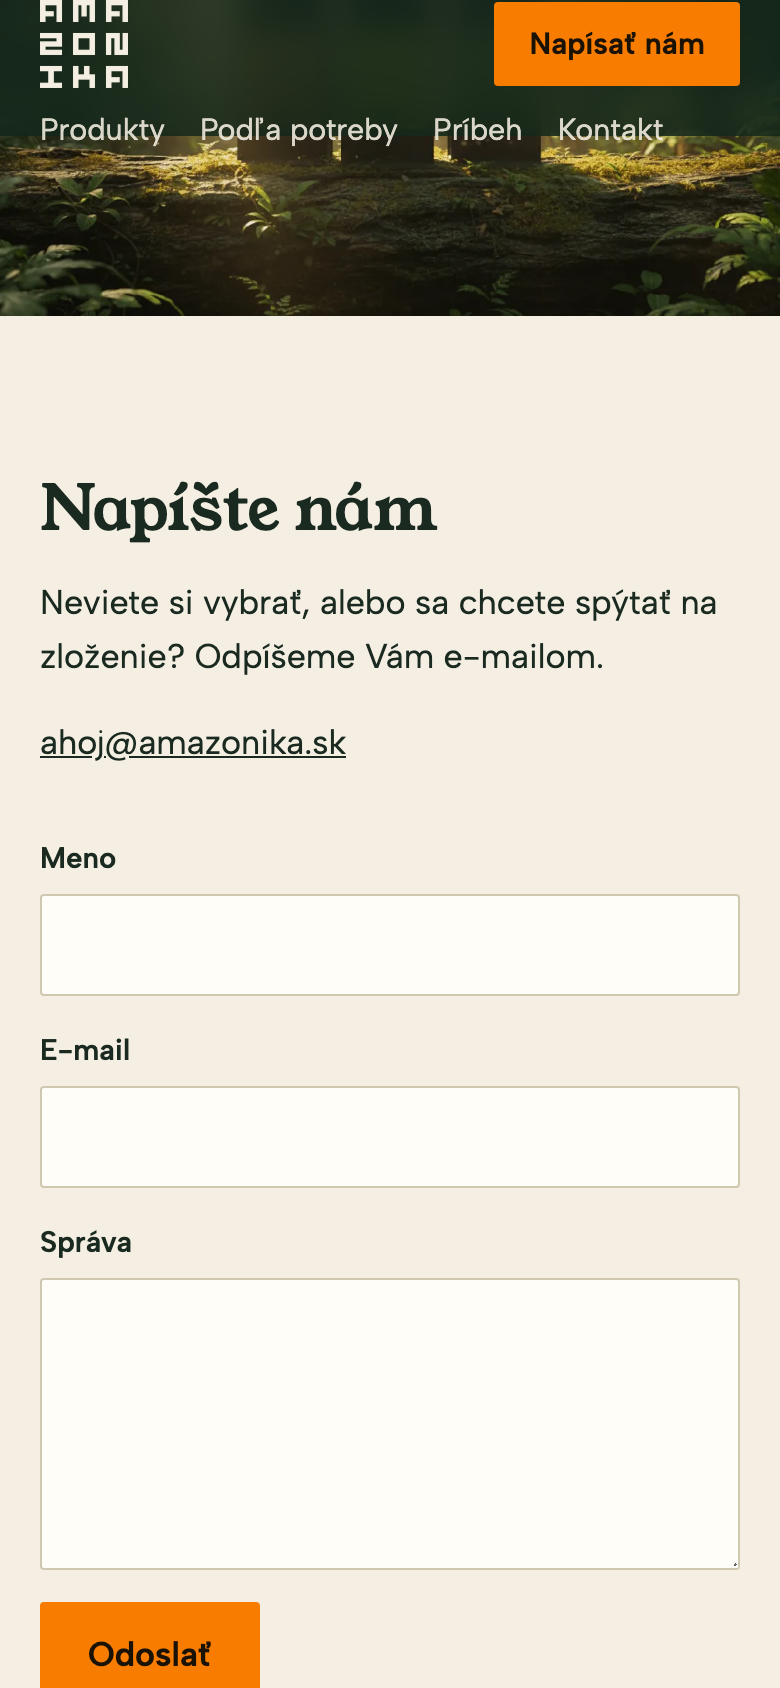 AMA
ZON
IKA
Napísať nám
Produkty Podľa potreby Príbeh Kontakt
Napíšte nám
Neviete si vybrať, alebo sa chcete spýtať na
zloženie? Odpíšeme Vám e-mailom.
ahoj@amazonika.sk
Meno
E-mail
Správa
Odoslať